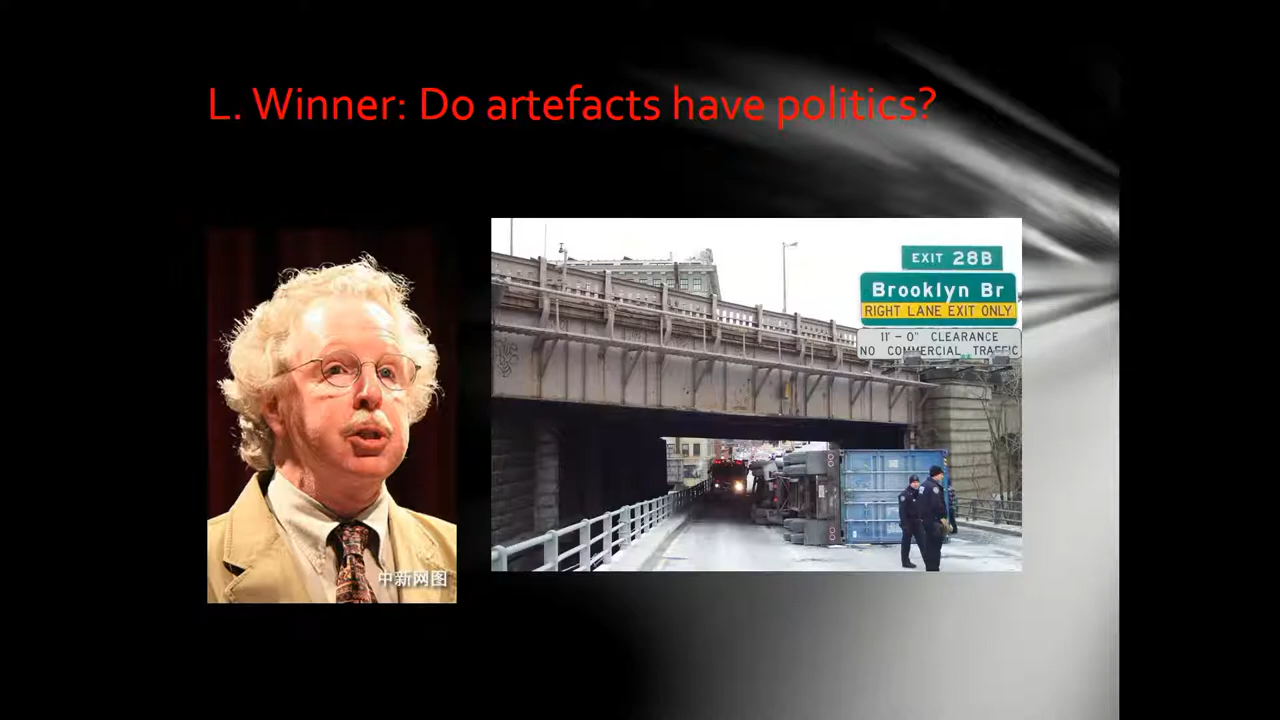 L. Winner: Do artefacts have politics?
EXIT 28B
Brooklyn Br
RIGHT LANE EXIT ONLY
11'-0" CLEARANCE
NO COMMERCIAL TRAFFIC
中新网图